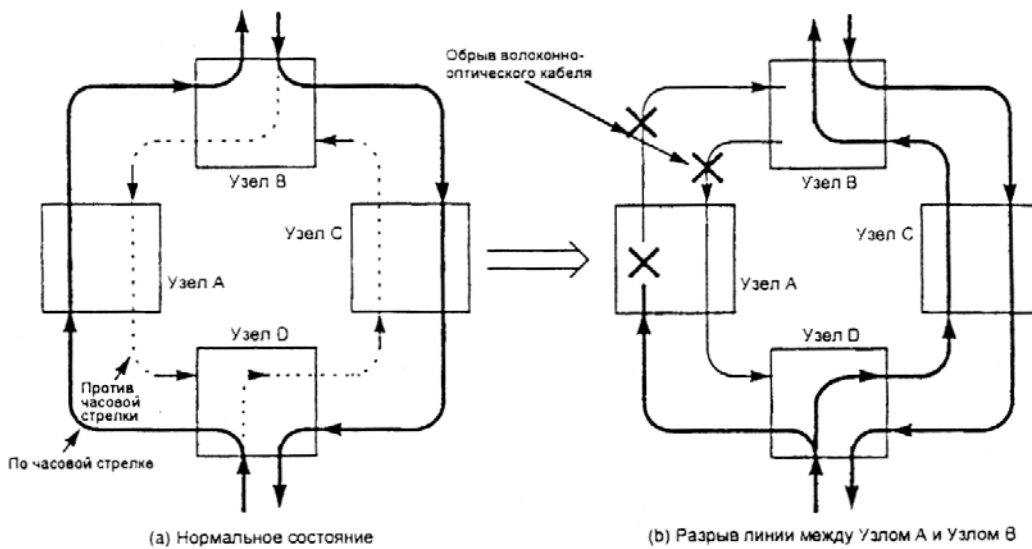 Узел B
Узел C
Узел A
Узел D
Против
часовой
стрелки
По часовой стрелке
(a) Нормальное состояние
Обрыв волоконно-
оптического кабеля
Узел B
Узел C
Узел A
Узел D
(b) Разрыв линии между Узлом A и Узлом B